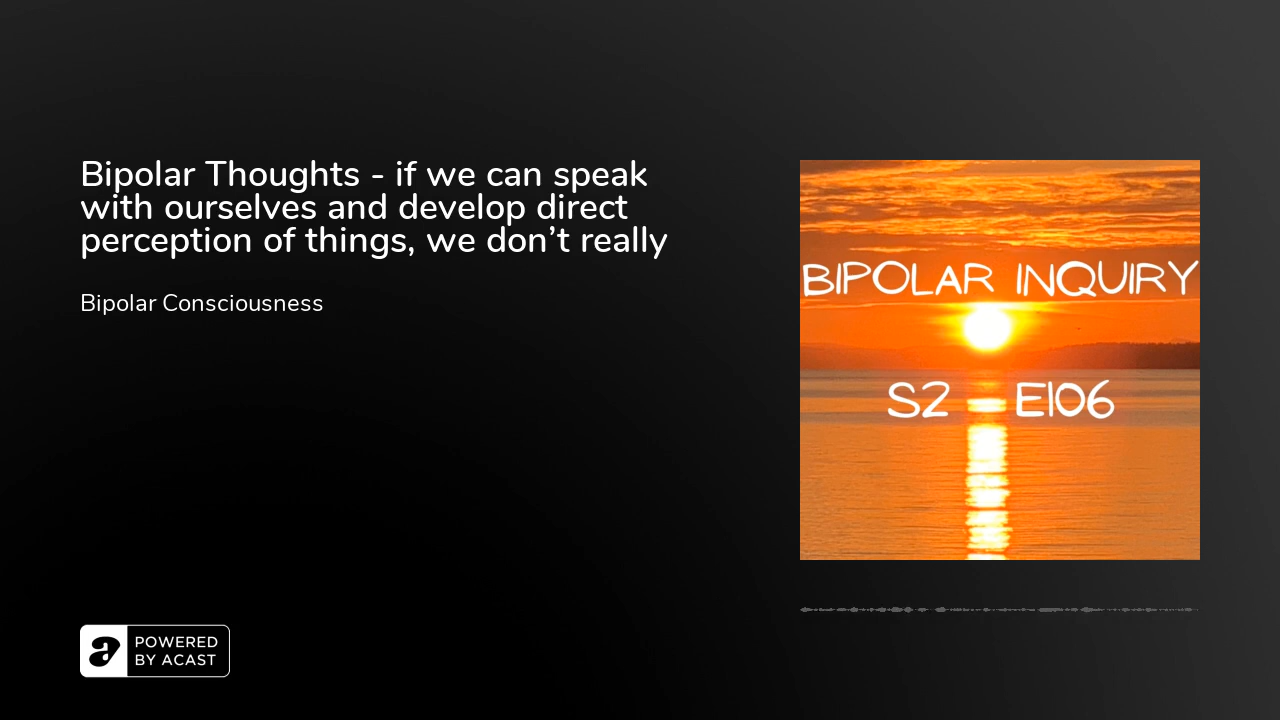 Bipolar Thoughts - if we can speak
with ourselves and develop direct
perception of things, we don’t really
Bipolar Consciousness
BIPOLAR INQUIRY
S2 E106
POWERED
BY ACAST